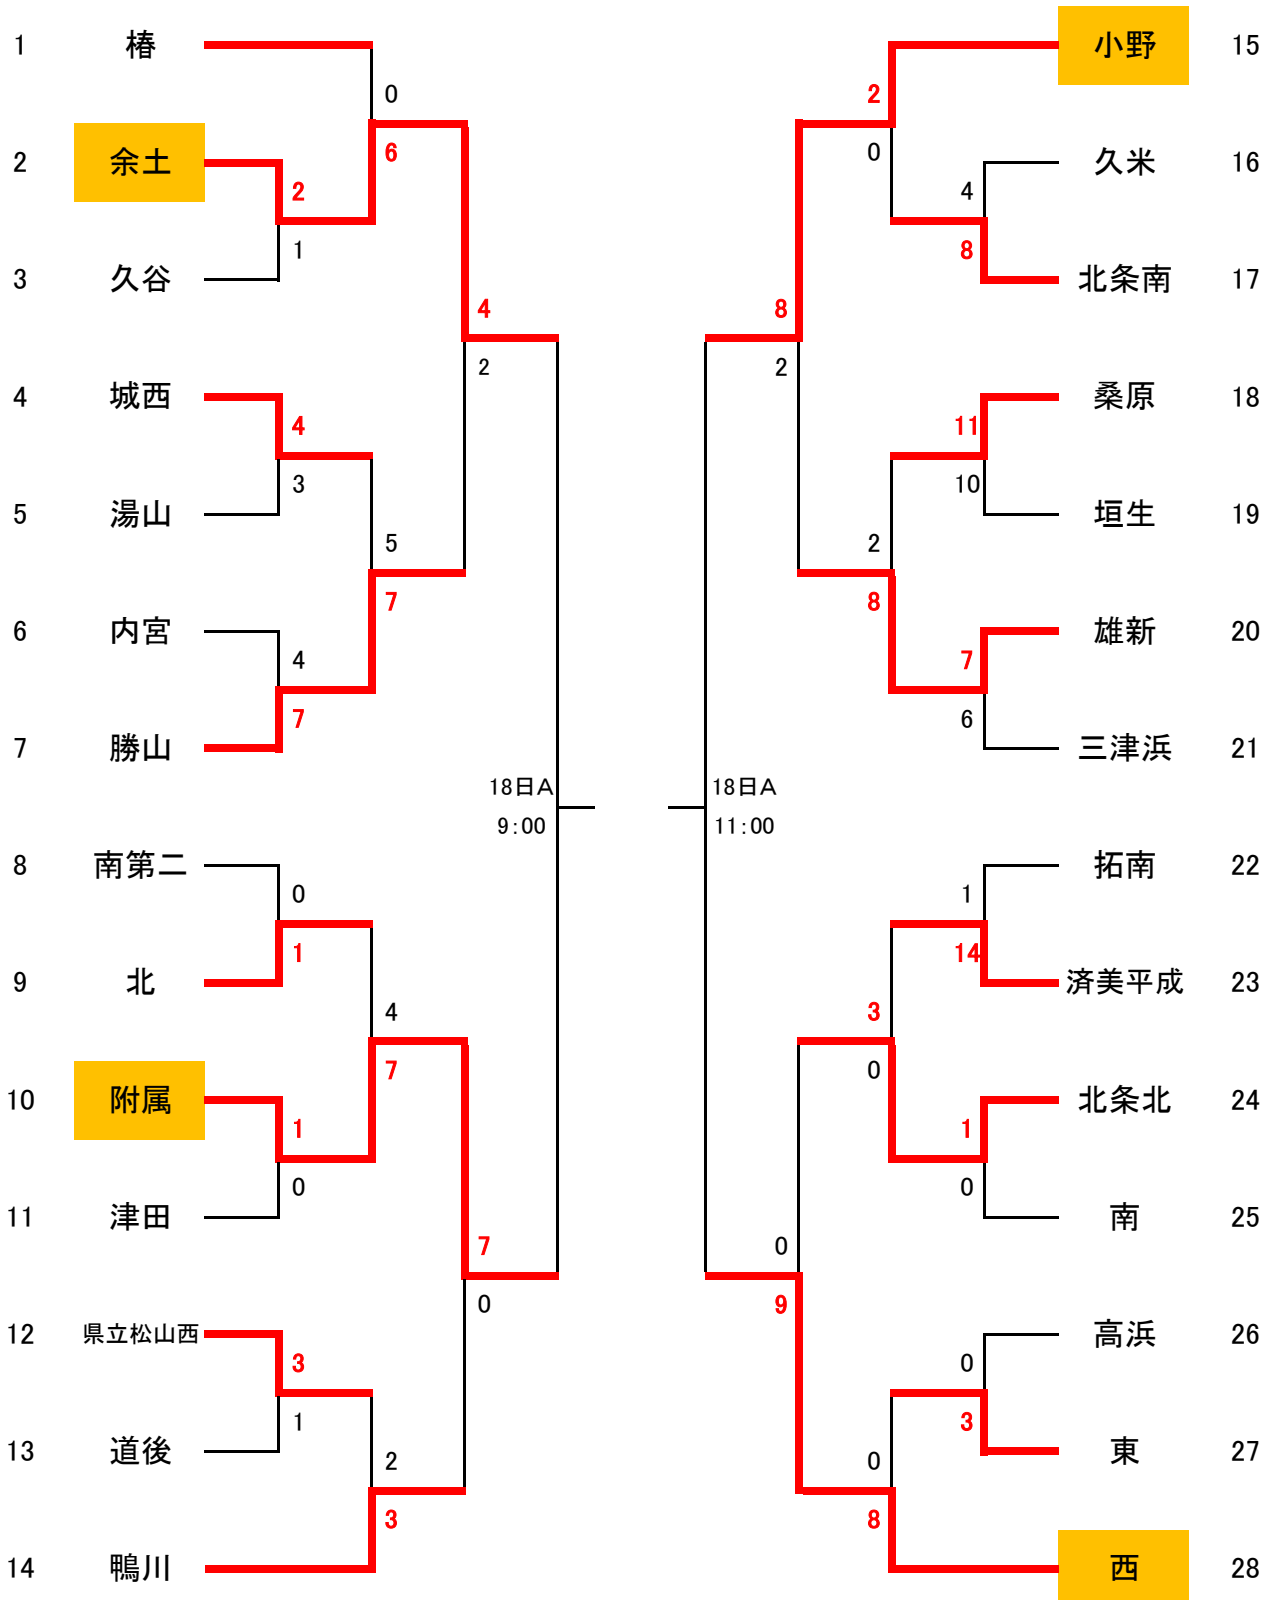 1 椿
0
6
2 余土
2
1
3 久谷
4
2
4 城西
4
3
5 湯山
5
7
6 内宮
4
7
7 勝山
18日A
9:00
8 南第二
0
1
9 北
4
7
10 附属
1
0
11 津田
7
0
12 県立松山西
3
1
13 道後
2
3
14 鴨川
小野 15
2
0
久米 16
4
8
北条南 17
8
2
桑原 18
11
10
垣生 19
2
8
雄新 20
7
6
三津浜 21
18日A
11:00
拓南 22
1
14
済美平成 23
3
0
北条北 24
1
0
南 25
0
9
高浜 26
0
3
東 27
0
8
西 28